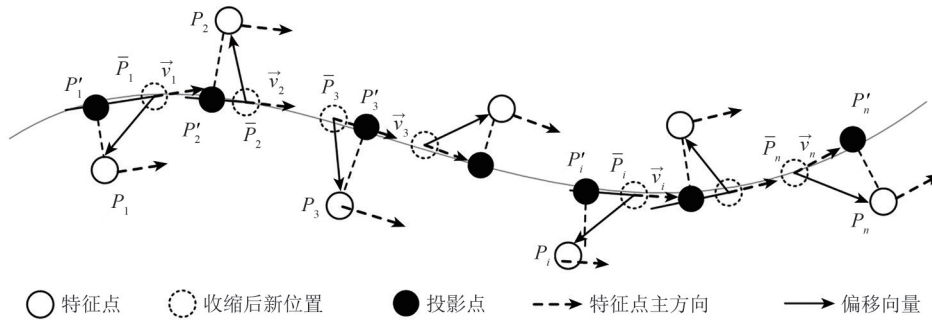 P₂
P̅₁
v⃗₁
P′₁
v⃗₂
P̅₃
P′₃
P′₂
P̅₂
v⃗₃
P′ₙ
P̅ₙ
v⃗ₙ
P′ᵢ
P̅ᵢ
v⃗ᵢ
P₁
P₃
Pₙ
Pᵢ
特征点 收缩后新位置 投影点 特征点主方向 偏移向量